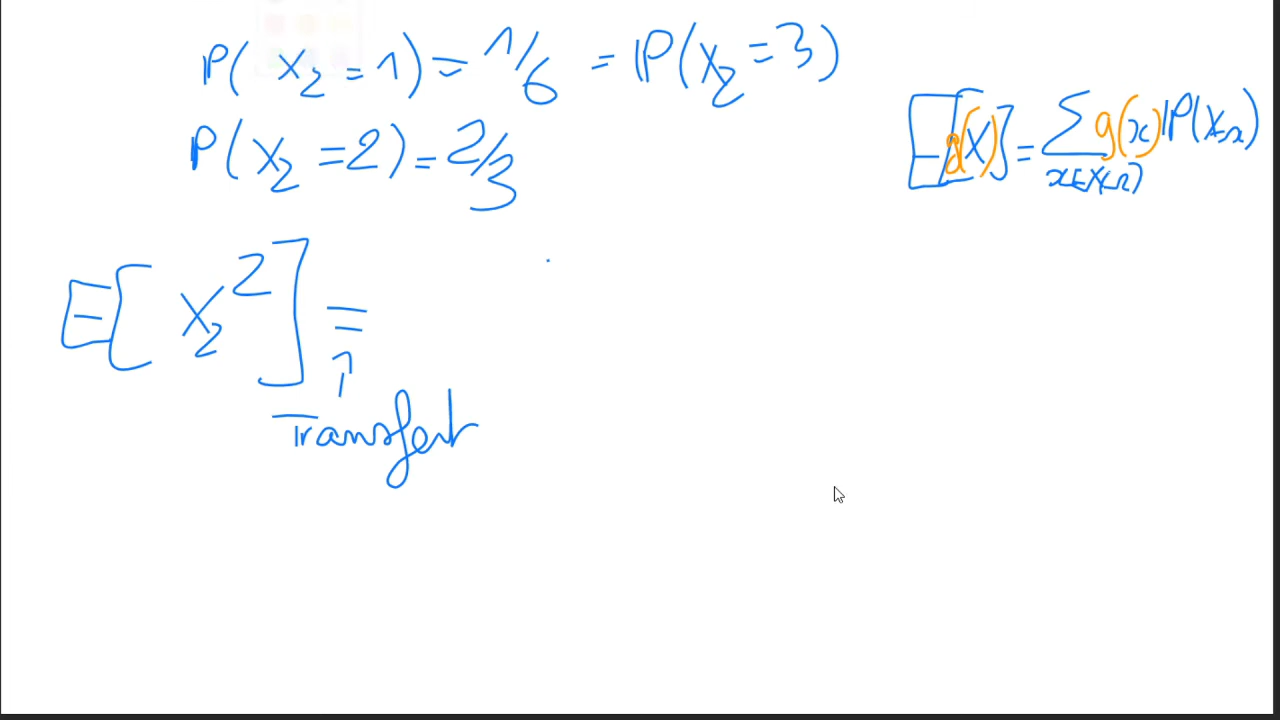 P( X₂ = 1) = 1/6 = P(X₂ = 3)
P(X₂ = 2) = 2/3
E[g(X)] = ∑ g(x) P(X=x)
x∈X(Ω)
E[X₂²] =
↑
Transfert